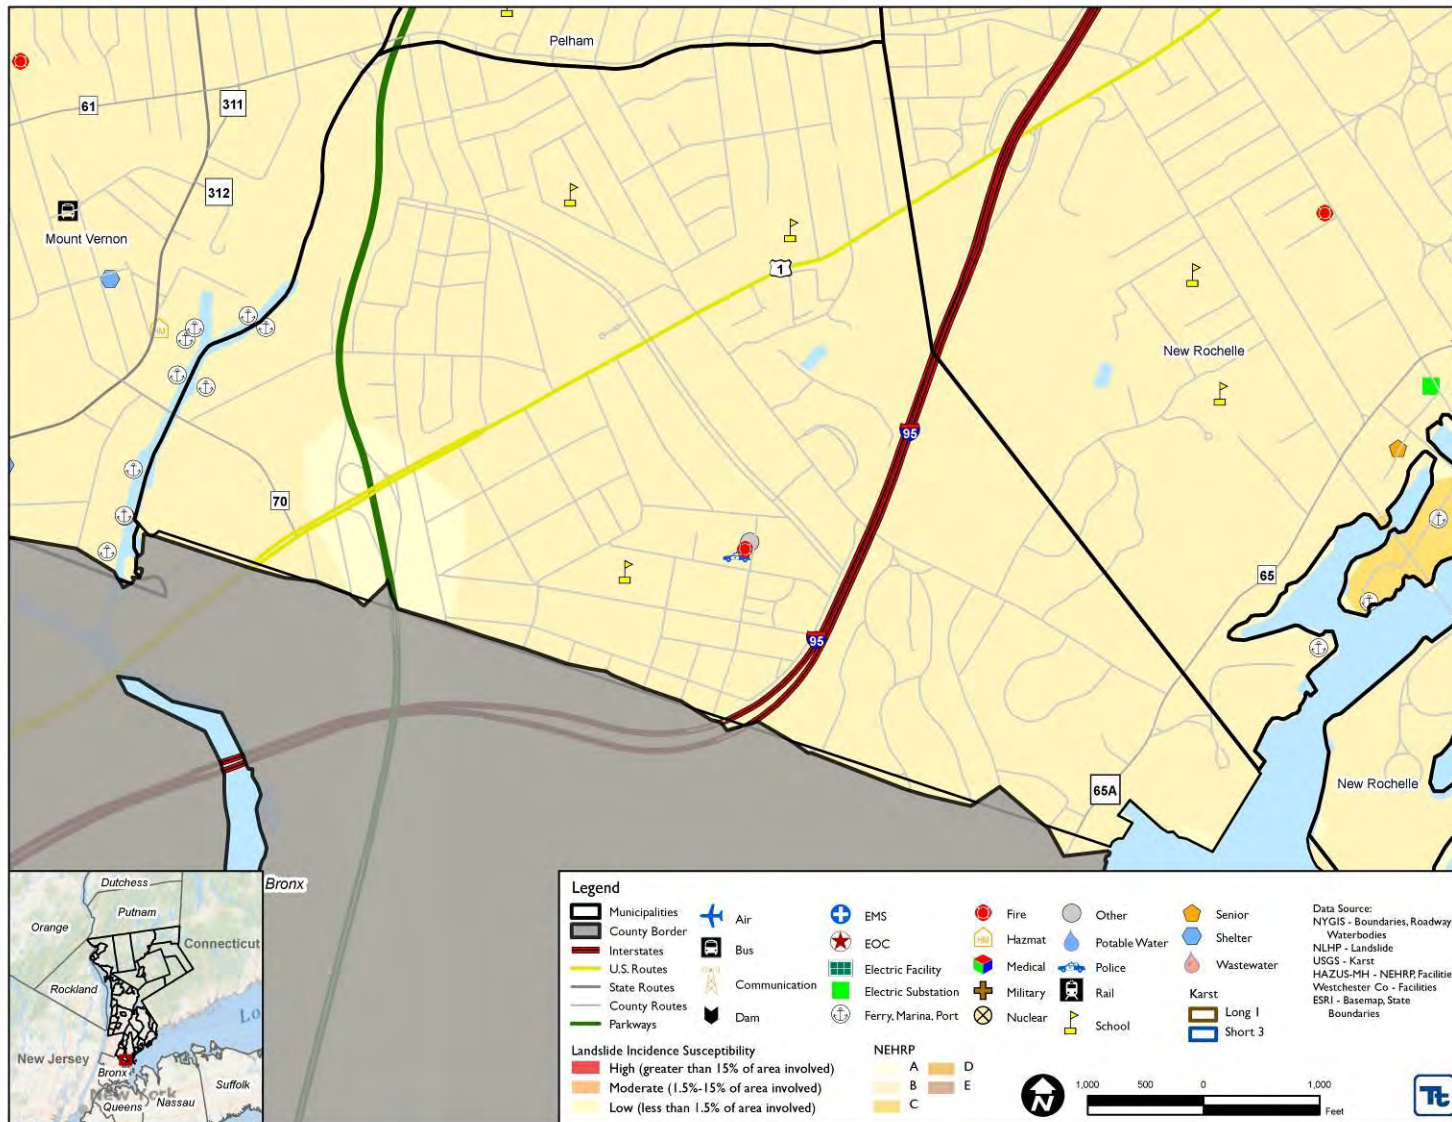 Pelham
61
311
312
Mount Vernon
1
New Rochelle
HM
95
70
65
95
65A
New Rochelle
Bronx
Dutchess
Putnam
Orange
Connecticut
Rockland
New Jersey
Bronx
New York
Queens
Nassau
Suffolk
Legend
Municipalities
County Border
Interstates
U.S. Routes
State Routes
County Routes
Parkways
Air
Bus
Communication
Dam
EMS
EOC
Electric Facility
Electric Substation
Ferry, Marina, Port
Fire
HM Hazmat
Medical
Military
Nuclear
Other
Potable Water
Police
Rail
School
Senior
Shelter
Wastewater
Karst
Long 1
Short 3
Data Source:
NYGIS - Boundaries, Roadway
Waterbodies
NLHP - Landslide
USGS - Karst
HAZUS-MH - NEHRP, Facilitie
Westchester Co - Facilities
ESRI - Basemap, State
Boundaries
Landslide Incidence Susceptibility
High (greater than 15% of area involved)
Moderate (1.5%-15% of area involved)
Low (less than 1.5% of area involved)
NEHRP
A
B
C
D
E
N
1,000 500 0 1,000
Feet
Tt